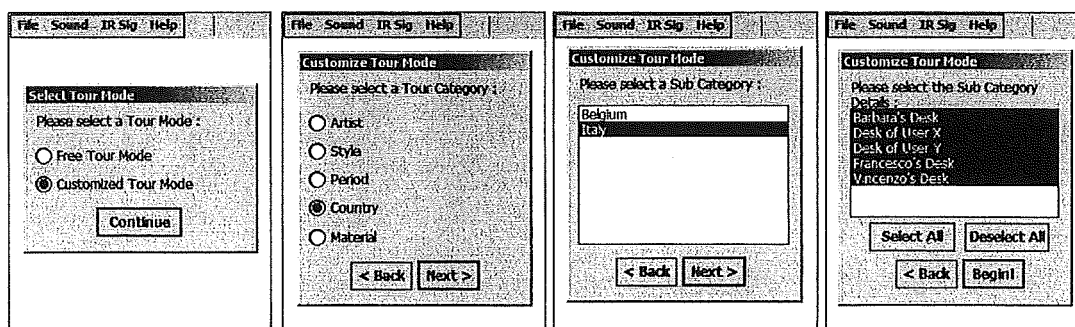 File Sound IR Sig Help
Select Tour Mode
Please select a Tour Mode :
Free Tour Mode
Customized Tour Mode
Continue
File Sound IR Sig Help
Customize Tour Mode
Please select a Tour Category :
Artist
Style
Period
Country
Material
< Back Next >
File Sound IR Sig Help
Customize Tour Mode
Please select a Sub Category :
Belgium
Italy
< Back Next >
File Sound IR Sig Help
Customize Tour Mode
Please select the Sub Category
Details :
Barbara's Desk
Desk of User X
Desk of User Y
Francesco's Desk
Vincenzo's Desk
Select All Deselect All
< Back Begin!